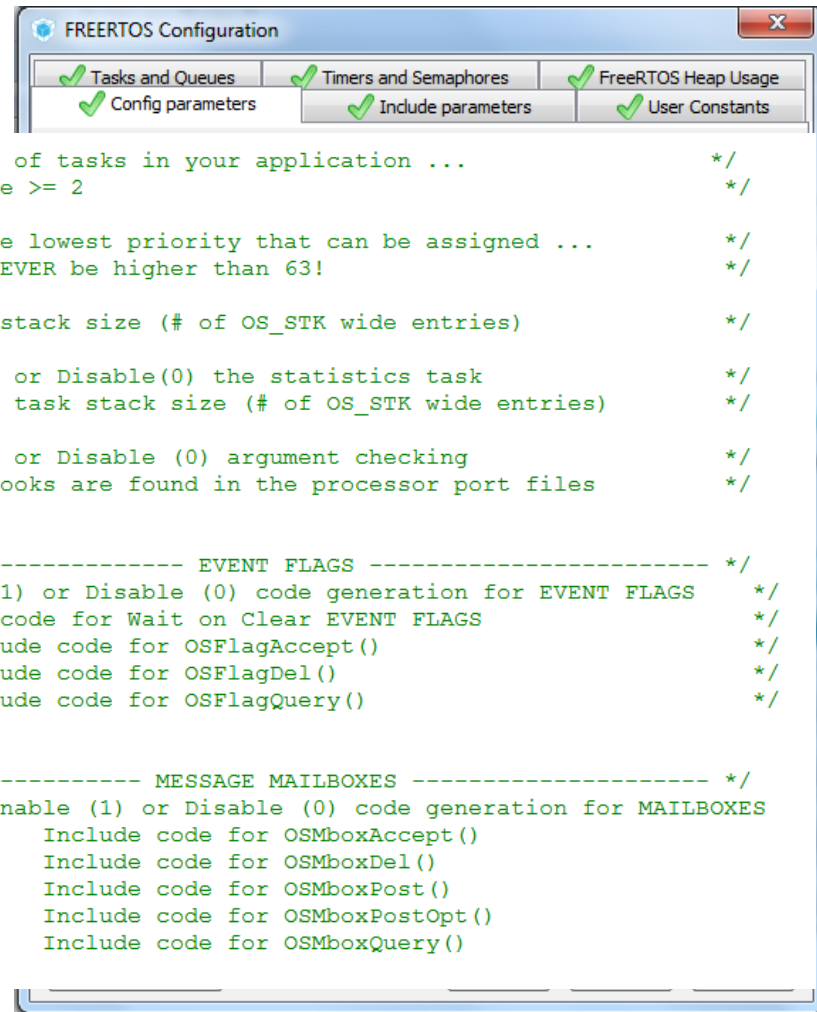 FREERTOS Configuration
Tasks and Queues Timers and Semaphores FreeRTOS Heap Usage
Config parameters Include parameters User Constants
of tasks in your application ... */
e >= 2 */
e lowest priority that can be assigned ... */
EVER be higher than 63! */
stack size (# of OS_STK wide entries) */
or Disable(0) the statistics task */
task stack size (# of OS_STK wide entries) */
or Disable (0) argument checking */
ooks are found in the processor port files */
------------- EVENT FLAGS ------------------------ */
1) or Disable (0) code generation for EVENT FLAGS */
code for Wait on Clear EVENT FLAGS */
ude code for OSFlagAccept() */
ude code for OSFlagDel() */
ude code for OSFlagQuery() */
---------- MESSAGE MAILBOXES --------------------- */
nable (1) or Disable (0) code generation for MAILBOXES
Include code for OSMboxAccept()
Include code for OSMboxDel()
Include code for OSMboxPost()
Include code for OSMboxPostOpt()
Include code for OSMboxQuery()